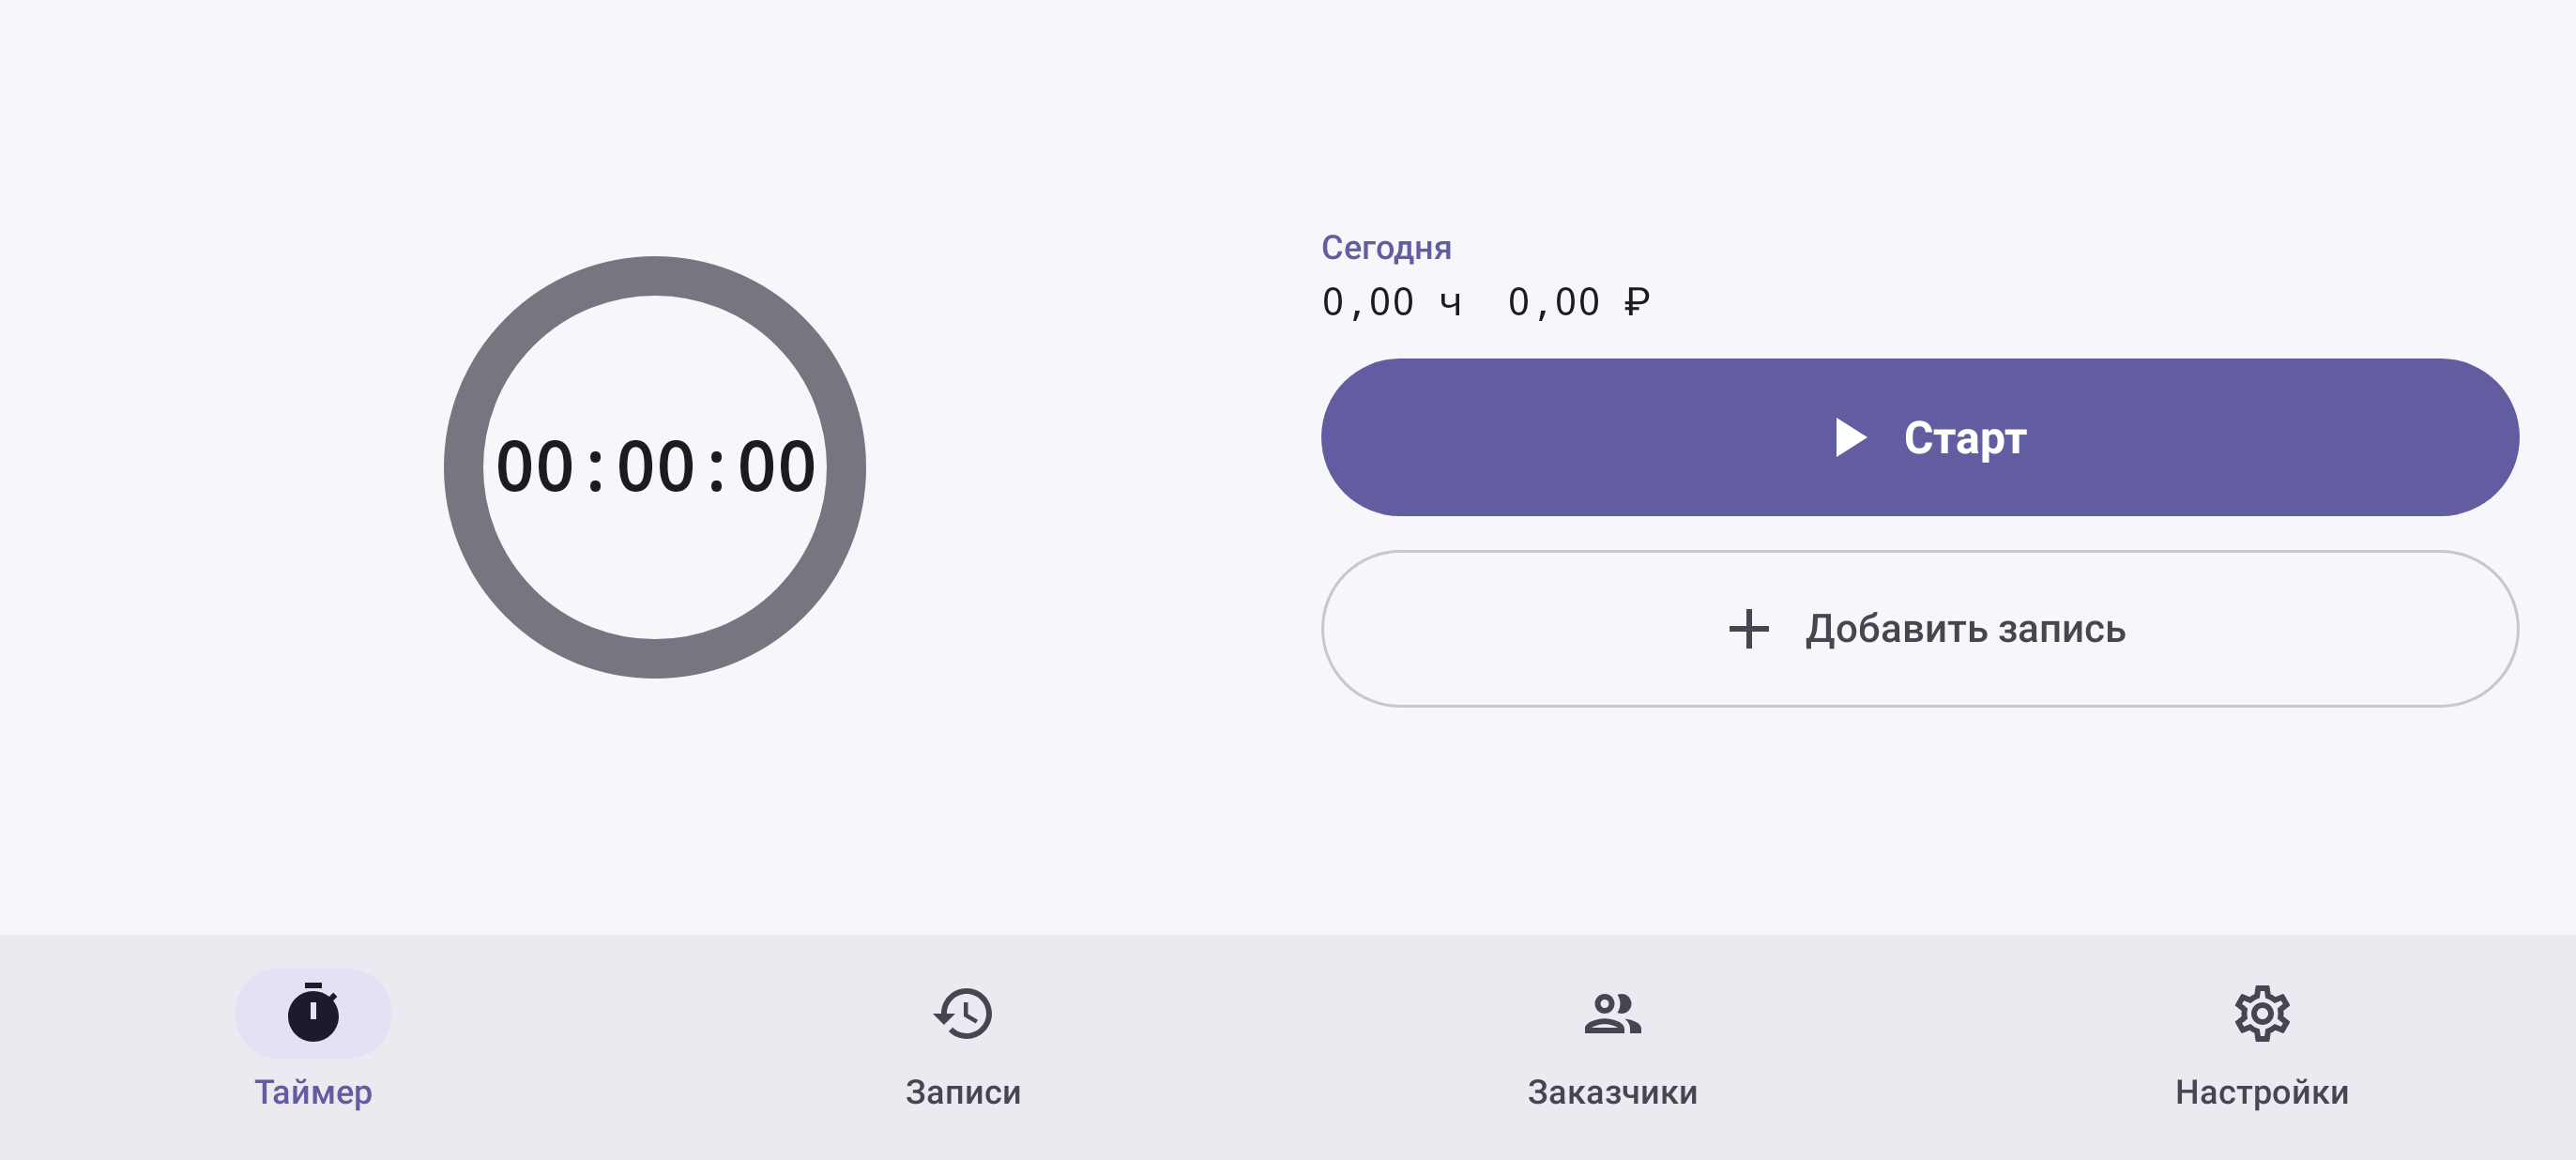 00:00:00
Сегодня
0,00 ч 0,00 ₽
Старт
Добавить запись
Таймер
Записи
Заказчики
Настройки